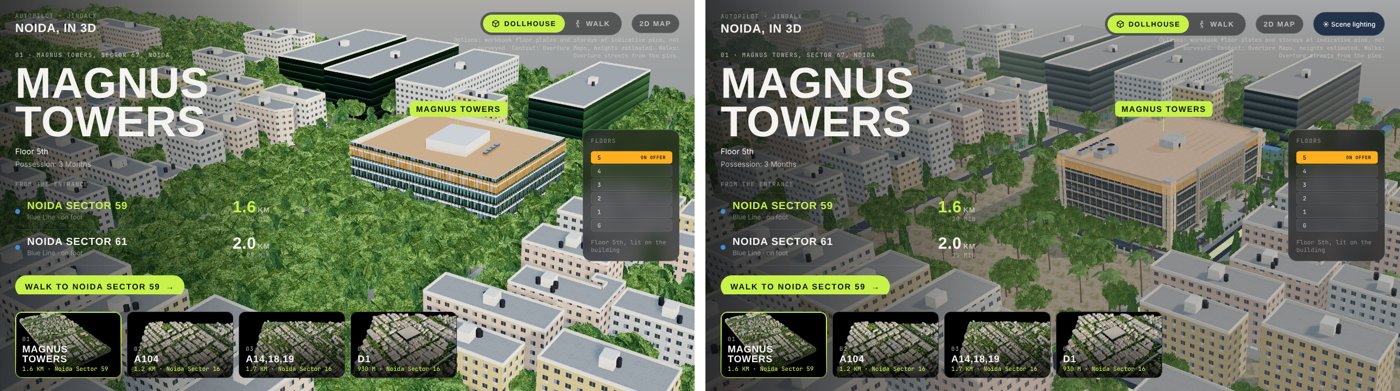 AUTOPILOT · JINDALX
NOIDA, IN 3D
DOLLHOUSE
WALK
2D MAP
01 · MAGNUS TOWERS, SECTOR 67, NOIDA
MAGNUS
TOWERS
Floor 5th
Possession: 3 Months
FROM THE ENTRANCE
NOIDA SECTOR 59
Blue Line · on foot
1.6 KM
NOIDA SECTOR 61
Blue Line · on foot
2.0 KM
WALK TO NOIDA SECTOR 59 →
MAGNUS TOWERS
FLOORS
5 ON OFFER
4
3
2
1
G
Floor 5th, lit on the
building
MAGNUS
TOWERS
1.6 KM · Noida Sector 59
A104
1.2 KM · Noida Sector 16
A14,18,19
1.7 KM · Noida Sector 16
D1
930 M · Noida Sector 16
AUTOPILOT · JINDALX
NOIDA, IN 3D
DOLLHOUSE
WALK
2D MAP
Scene lighting
01 · MAGNUS TOWERS, SECTOR 67, NOIDA
MAGNUS
TOWERS
Floor 5th
Possession: 3 Months
FROM THE ENTRANCE
NOIDA SECTOR 59
Blue Line · on foot
1.6 KM
NOIDA SECTOR 61
Blue Line · on foot
2.0 KM
WALK TO NOIDA SECTOR 59 →
MAGNUS TOWERS
FLOORS
5 ON OFFER
4
3
2
1
G
Floor 5th, lit on the
building
MAGNUS
TOWERS
1.6 KM · Noida Sector 59
A104
1.2 KM · Noida Sector 16
A14,18,19
1.7 KM · Noida Sector 16
D1
930 M · Noida Sector 16